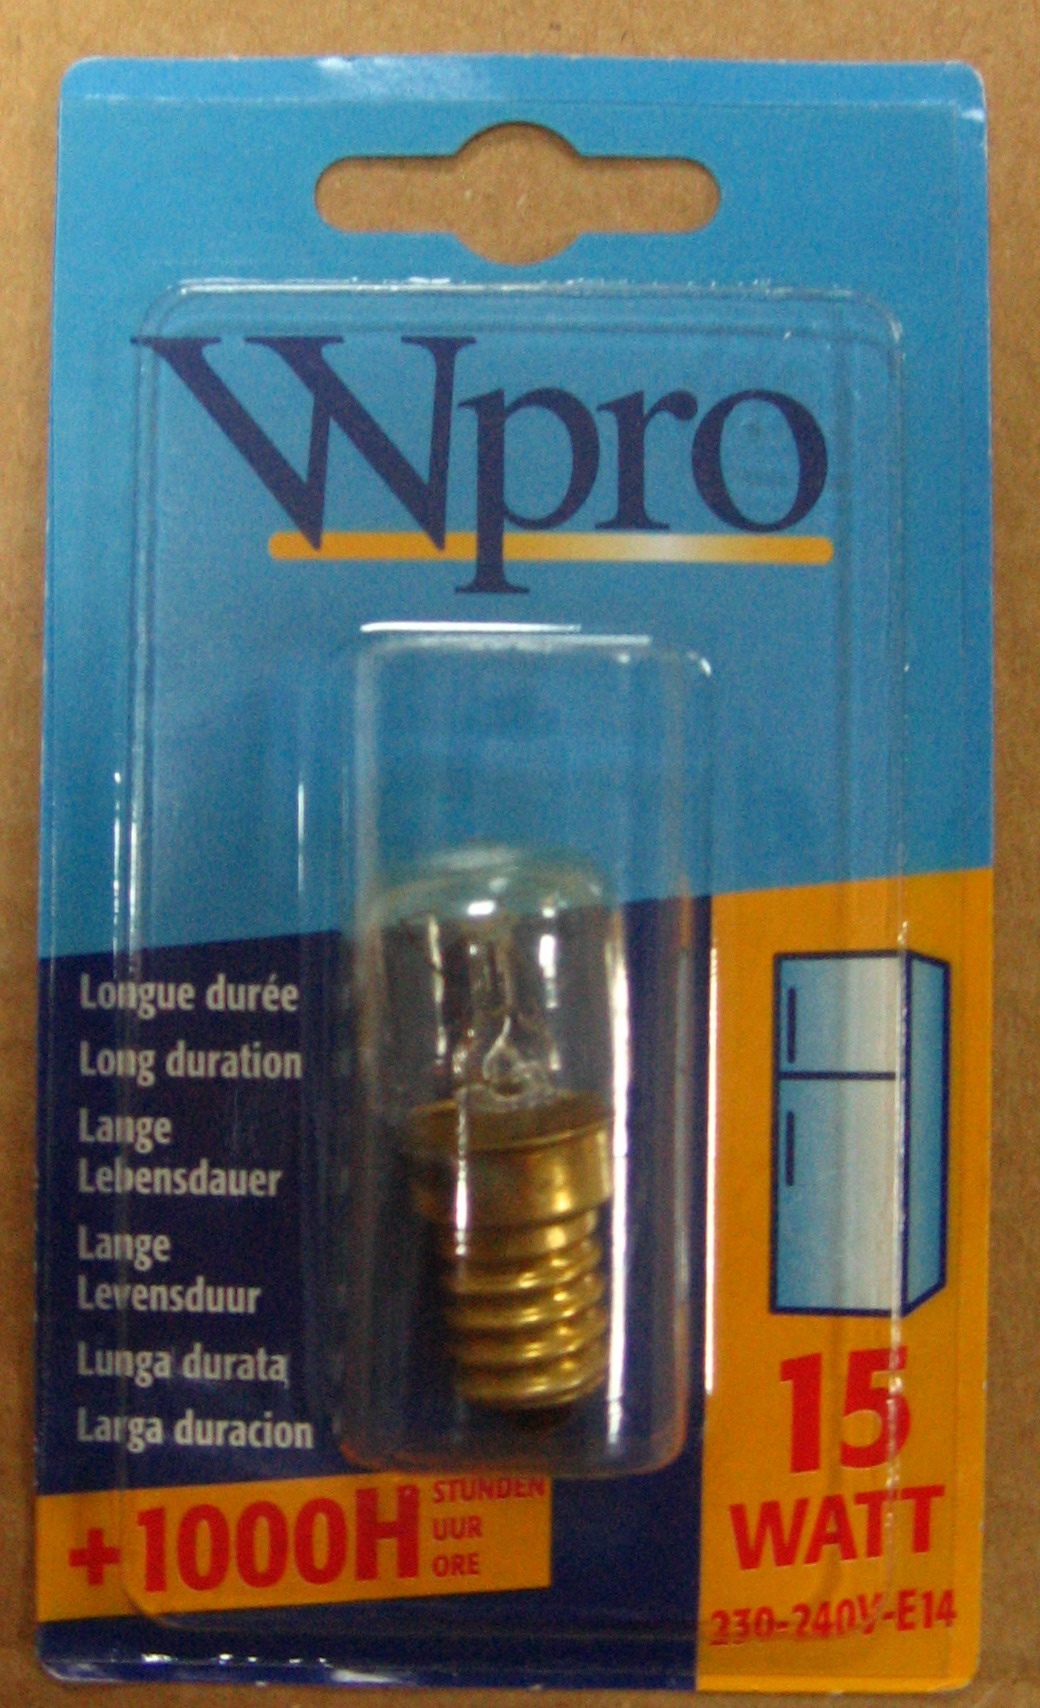 Wpro
Longue durée
Long duration
Lange
Lebensdauer
Lange
Levensduur
Lunga durata
Larga duracion
+1000H
STUNDEN
UUR
ORE
15
WATT
230-240V-E14